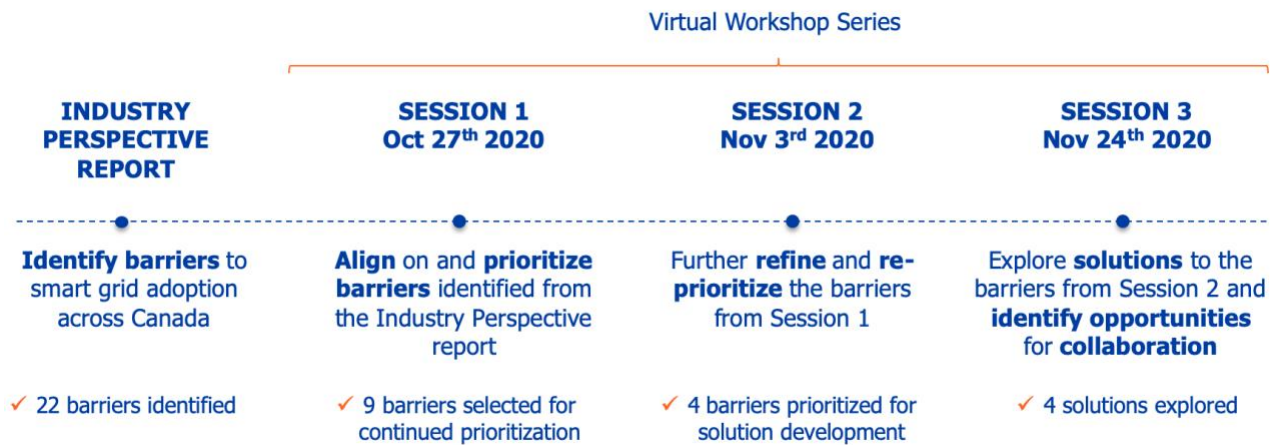 Virtual Workshop Series
INDUSTRY
PERSPECTIVE
REPORT
SESSION 1
Oct 27th 2020
SESSION 2
Nov 3rd 2020
SESSION 3
Nov 24th 2020
Identify barriers to
smart grid adoption
across Canada
Align on and prioritize
barriers identified from
the Industry Perspective
report
Further refine and re-
prioritize the barriers
from Session 1
Explore solutions to the
barriers from Session 2 and
identify opportunities
for collaboration
✓ 22 barriers identified
✓ 9 barriers selected for
continued prioritization
✓ 4 barriers prioritized for
solution development
✓ 4 solutions explored